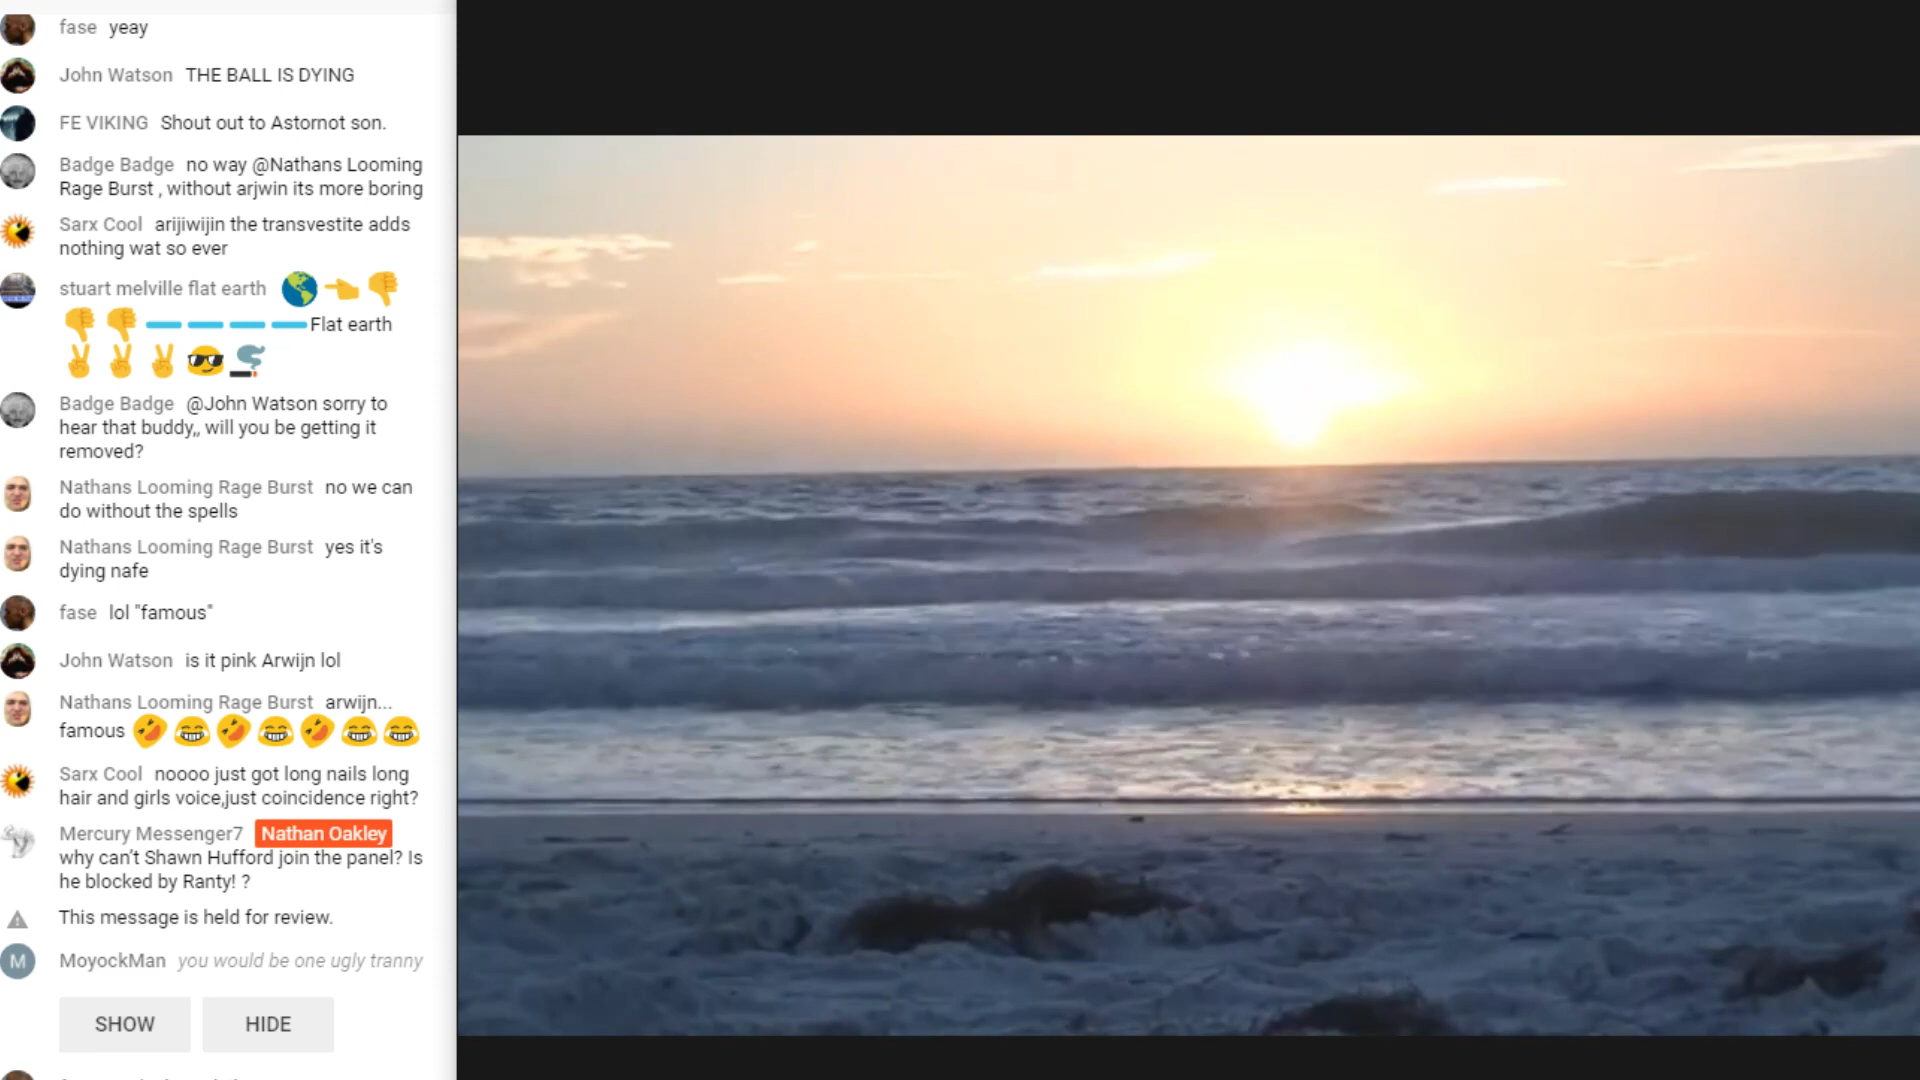 fase yeay
John Watson THE BALL IS DYING
FE VIKING Shout out to Astornot son.
Badge Badge no way @Nathans Looming
Rage Burst , without arjwin its more boring
Sarx Cool arijiwijin the transvestite adds
nothing wat so ever
stuart melville flat earth
Flat earth
Badge Badge @John Watson sorry to
hear that buddy,, will you be getting it
removed?
Nathans Looming Rage Burst no we can
do without the spells
Nathans Looming Rage Burst yes it's
dying nafe
fase lol "famous"
John Watson is it pink Arwijn lol
Nathans Looming Rage Burst arwijn...
famous
Sarx Cool noooo just got long nails long
hair and girls voice,just coincidence right?
Mercury Messenger7 Nathan Oakley
why can't Shawn Hufford join the panel? Is
he blocked by Ranty! ?
This message is held for review.
M MoyockMan you would be one ugly tranny
SHOW HIDE